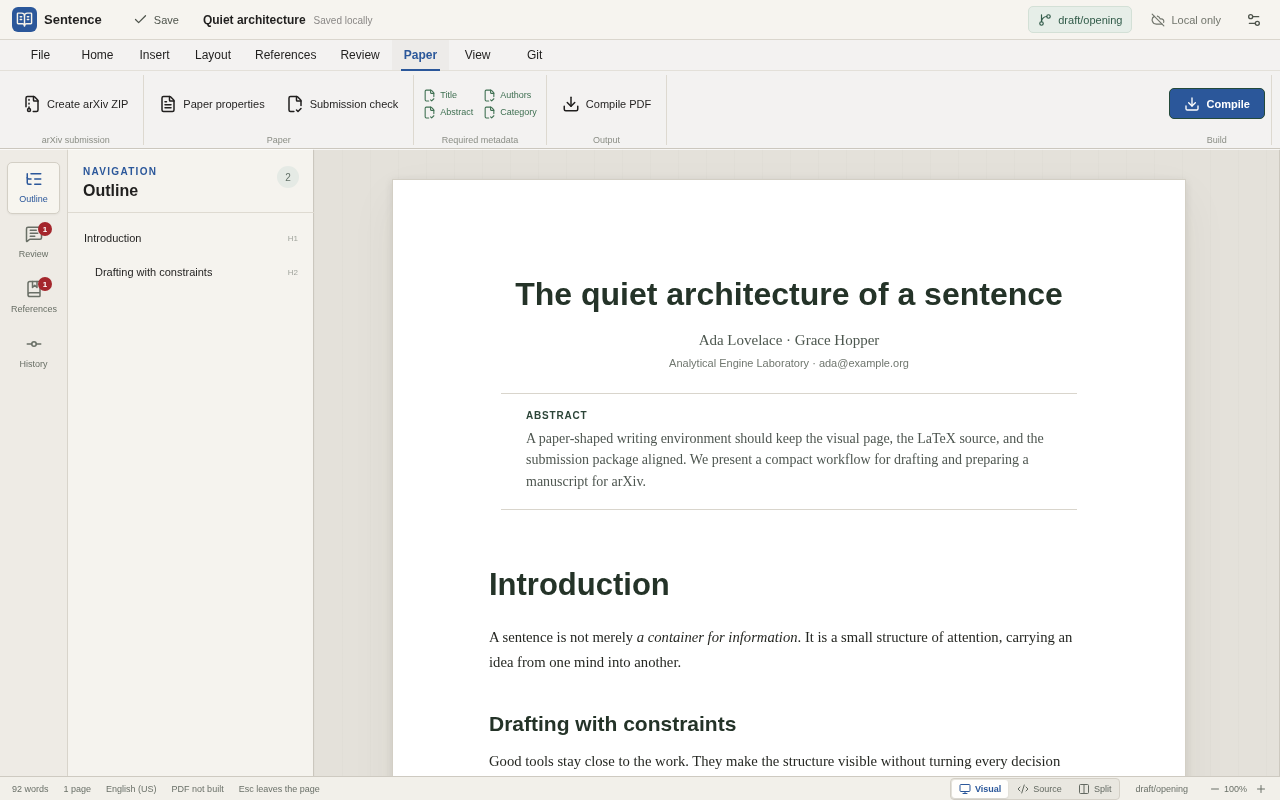 Sentence
Save
Quiet architecture
Saved locally
draft/opening
Local only
File
Home
Insert
Layout
References
Review
Paper
View
Git
Create arXiv ZIP
arXiv submission
Paper properties
Submission check
Paper
Title
Authors
Abstract
Category
Required metadata
Compile PDF
Output
Compile
Build
Outline
Review
1
References
1
History
NAVIGATION
Outline
2
Introduction
H1
Drafting with constraints
H2
The quiet architecture of a sentence
Ada Lovelace · Grace Hopper
Analytical Engine Laboratory · ada@example.org
ABSTRACT
A paper-shaped writing environment should keep the visual page, the LaTeX source, and the
submission package aligned. We present a compact workflow for drafting and preparing a
manuscript for arXiv.
Introduction
A sentence is not merely a container for information. It is a small structure of attention, carrying an
idea from one mind into another.
Drafting with constraints
Good tools stay close to the work. They make the structure visible without turning every decision
92 words
1 page
English (US)
PDF not built
Esc leaves the page
Visual
Source
Split
draft/opening
100%